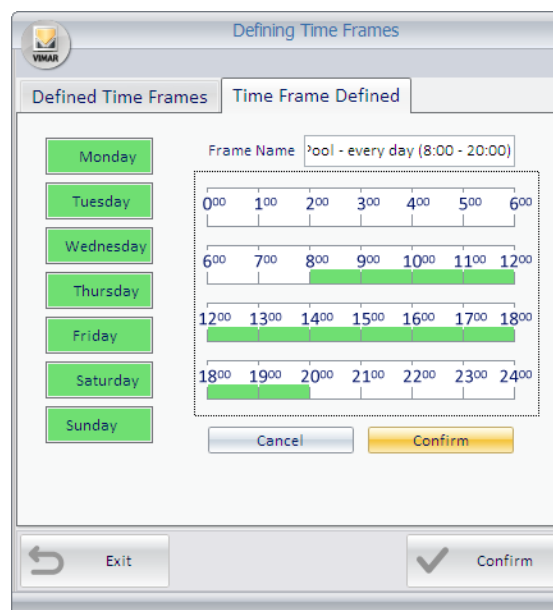 Defining Time Frames
VIMAR
Defined Time Frames
Time Frame Defined
Monday
Frame Name
Pool - every day (8:00 - 20:00)
Tuesday
0⁰⁰ 1⁰⁰ 2⁰⁰ 3⁰⁰ 4⁰⁰ 5⁰⁰ 6⁰⁰
Wednesday
6⁰⁰ 7⁰⁰ 8⁰⁰ 9⁰⁰ 10⁰⁰ 11⁰⁰ 12⁰⁰
Thursday
12⁰⁰ 13⁰⁰ 14⁰⁰ 15⁰⁰ 16⁰⁰ 17⁰⁰ 18⁰⁰
Friday
Saturday
18⁰⁰ 19⁰⁰ 20⁰⁰ 21⁰⁰ 22⁰⁰ 23⁰⁰ 24⁰⁰
Sunday
Cancel
Confirm
Exit
Confirm